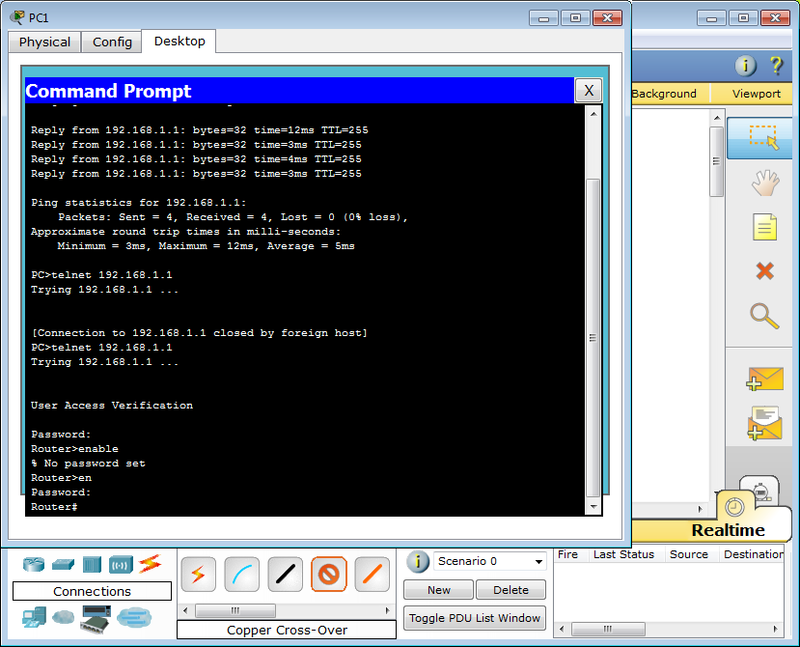 PC1
Physical Config Desktop
Command Prompt
X
Reply from 192.168.1.1: bytes=32 time=12ms TTL=255
Reply from 192.168.1.1: bytes=32 time=3ms TTL=255
Reply from 192.168.1.1: bytes=32 time=4ms TTL=255
Reply from 192.168.1.1: bytes=32 time=3ms TTL=255
Ping statistics for 192.168.1.1:
Packets: Sent = 4, Received = 4, Lost = 0 (0% loss),
Approximate round trip times in milli-seconds:
Minimum = 3ms, Maximum = 12ms, Average = 5ms
PC>telnet 192.168.1.1
Trying 192.168.1.1 ...
[Connection to 192.168.1.1 closed by foreign host]
PC>telnet 192.168.1.1
Trying 192.168.1.1 ...
User Access Verification
Password:
Router>enable
% No password set
Router>en
Password:
Router#
Background Viewport
Realtime
Connections
Copper Cross-Over
Scenario 0
New Delete
Toggle PDU List Window
Fire Last Status Source Destination